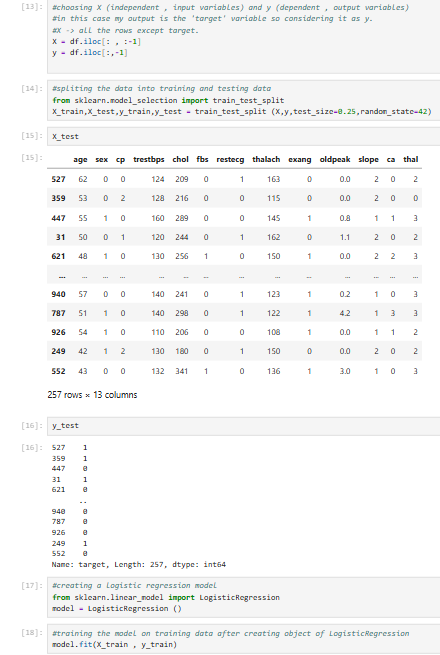 [13]: #choosing X (independent , input variables) and y (dependent , output variables)
#in this case my output is the 'target' variable so considering it as y.
#X -> all the rows except target.
X = df.iloc[: , :-1]
y = df.iloc[:,-1]
[14]: #spliting the data into training and testing data
from sklearn.model_selection import train_test_split
X_train,X_test,y_train,y_test = train_test_split (X,y,test_size=0.25,random_state=42)
[15]: X_test
[15]: age sex cp trestbps chol fbs restecg thalach exang oldpeak slope ca thal
527 62 0 0 124 209 0 1 163 0 0.0 2 0 2
359 53 0 2 128 216 0 0 115 0 0.0 2 0 0
447 55 1 0 160 289 0 0 145 1 0.8 1 1 3
31 50 0 1 120 244 0 1 162 0 1.1 2 0 2
621 48 1 0 130 256 1 0 150 1 0.0 2 2 3
... ... ... ... ... ... ... ... ... ... ... ... ... ...
940 57 0 0 140 241 0 1 123 1 0.2 1 0 3
787 51 1 0 140 298 0 1 122 1 4.2 1 3 3
926 54 1 0 110 206 0 0 108 1 0.0 1 1 2
249 42 1 2 130 180 0 1 150 0 0.0 2 0 2
552 43 0 0 132 341 1 0 136 1 3.0 1 0 3
257 rows × 13 columns
[16]: y_test
[16]: 527 1
359 1
447 0
31 1
621 0
..
940 0
787 0
926 0
249 1
552 0
Name: target, Length: 257, dtype: int64
[17]: #creating a Logistic regression model
from sklearn.linear_model import LogisticRegression
model = LogisticRegression ()
[18]: #training the model on training data after creating object of LogisticRegression
model.fit(X_train , y_train)